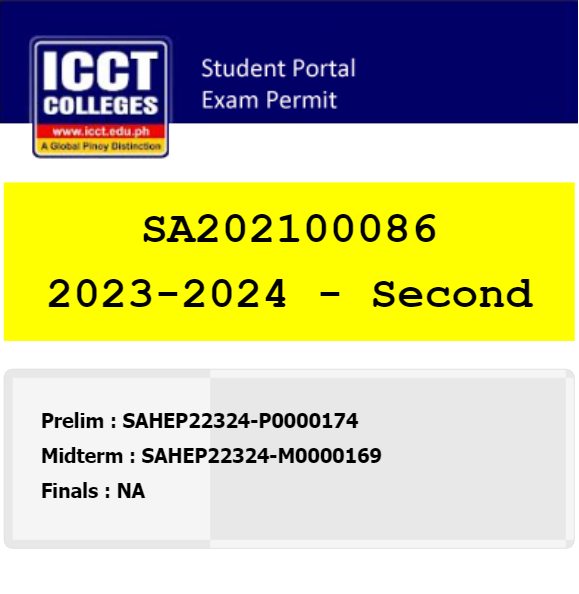 ICCT
COLLEGES
www.icct.edu.ph
A Global Pinoy Distinction
Student Portal
Exam Permit
SA202100086
2023-2024 - Second
Prelim : SAHEP22324-P0000174
Midterm : SAHEP22324-M0000169
Finals : NA